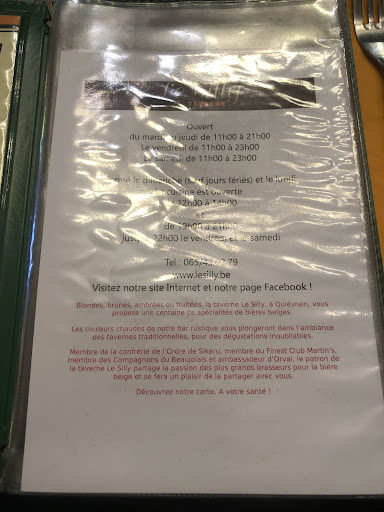 Le Silly
TAVERNE
Ouvert
du mardi au jeudi de 11h00 à 21h00
Le vendredi de 11h00 à 23h00
Le samedi de 11h00 à 23h00
Fermé le dimanche (sauf jours fériés) et le lundi
cuisine est ouverte
de 12h00 à 14h00
et
de 19h00 à 21h00
jusqu'à 22h00 le vendredi et le samedi
Tel : 065/43 79
www.lesilly.be
Visitez notre site Internet et notre page Facebook !
Blondes, brunes, ambrées ou fruitées, la taverne Le Silly, à Quiévrain, vous
propose une centaine de spécialités de bières belges.
Les couleurs chaudes de notre bar rustique vous plongeront dans l'ambiance
des tavernes traditionnelles, pour des dégustations inoubliables.
Membre de la confrérie de l'Ordre de Sikaru, membre du Finest Club Martin's,
membre des Compagnons du Beaujolais et ambassadeur d'Orval, le patron de
la taverne Le Silly partage la passion des plus grands brasseurs pour la bière
belge et se fera un plaisir de la partager avec vous.
Découvrez notre carte. A votre santé !